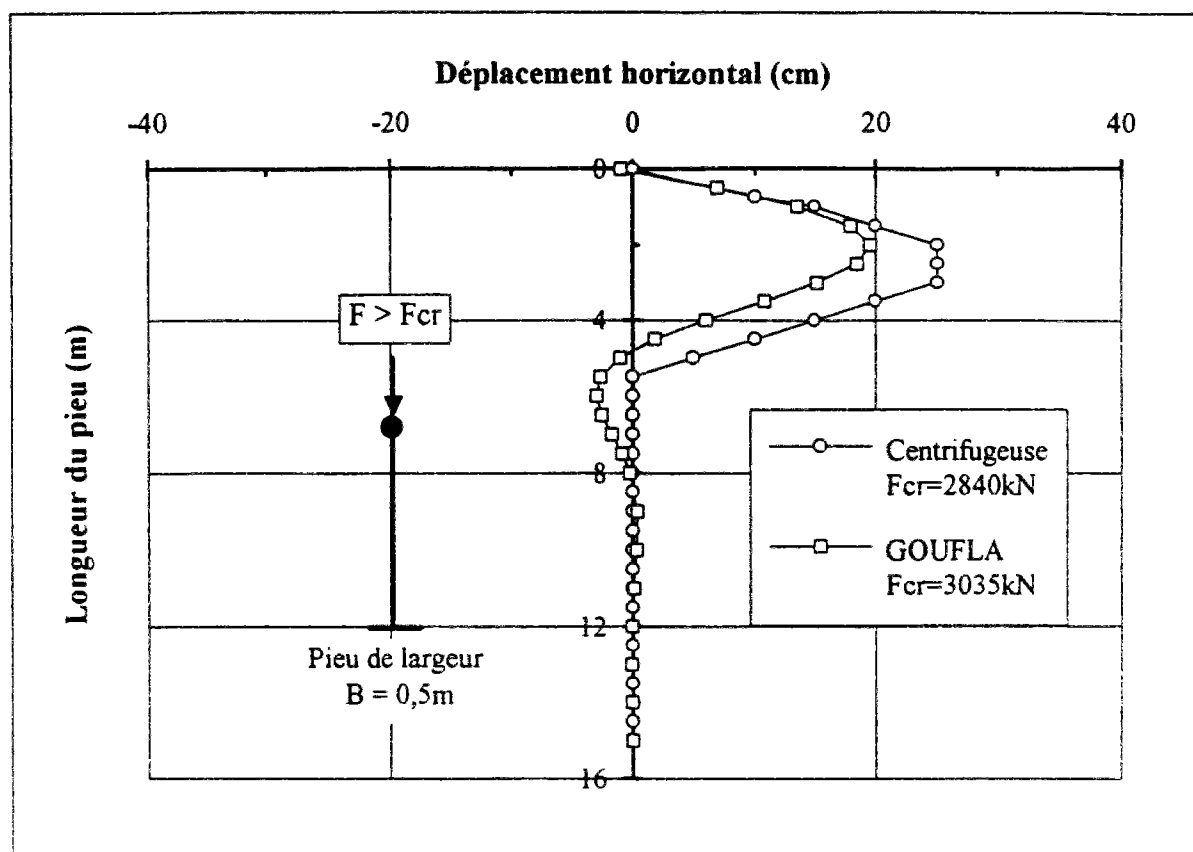 Déplacement horizontal (cm)
-40 -20 0 20 40
0
4
8
12
16
Longueur du pieu (m)
F > Fcr
Pieu de largeur
B = 0,5m
Centrifugeuse
Fcr=2840kN
GOUFLA
Fcr=3035kN